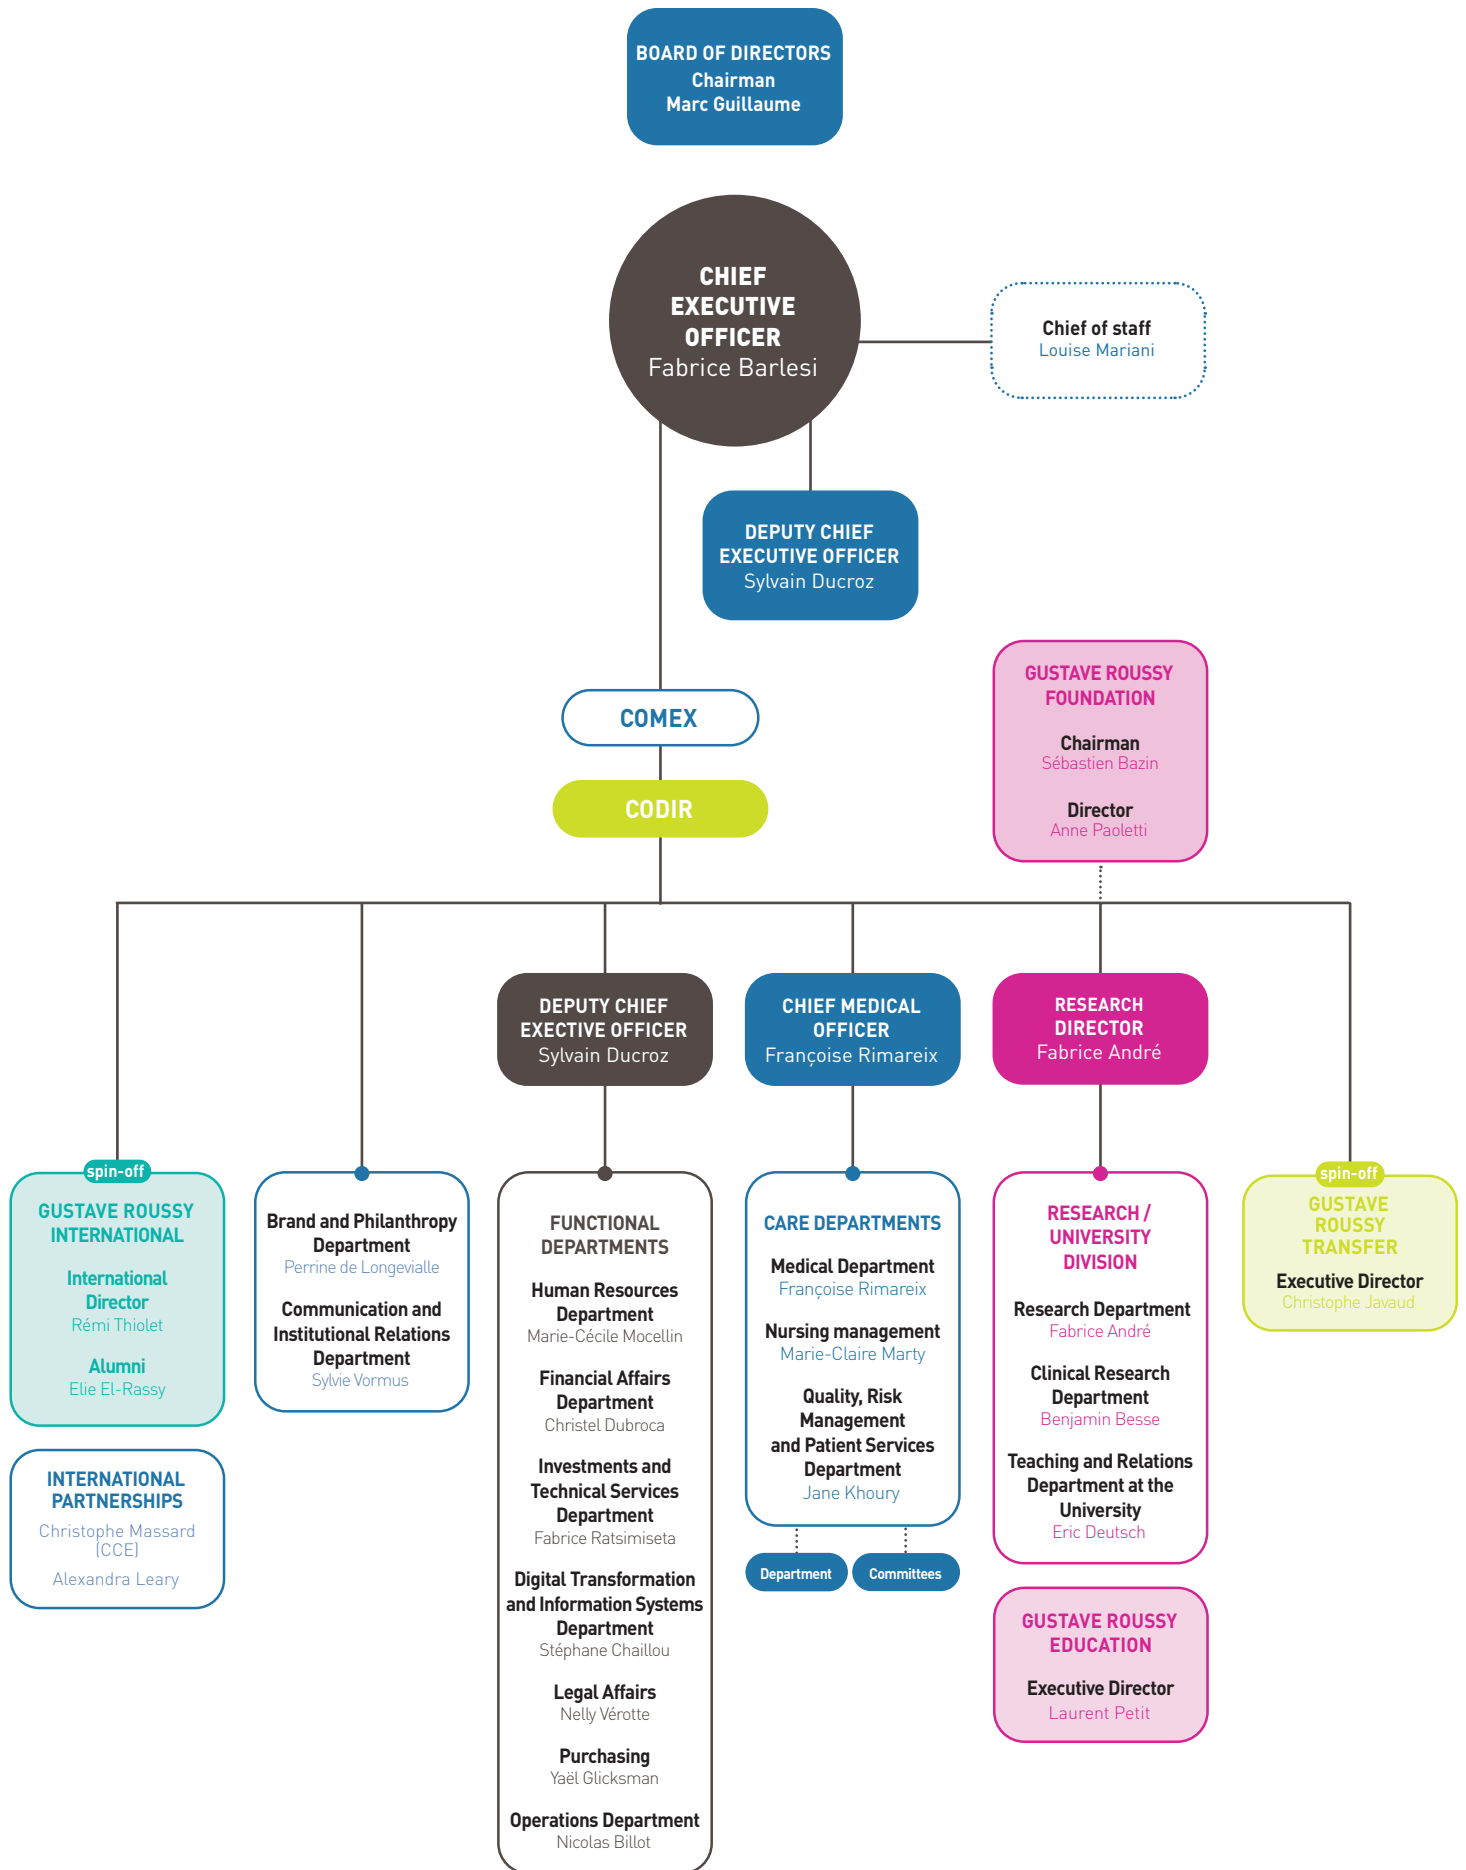 BOARD OF DIRECTORS
Chairman
Marc Guillaume
CHIEF
EXECUTIVE
OFFICER
Fabrice Barlesi
Chief of staff
Louise Mariani
DEPUTY CHIEF
EXECUTIVE OFFICER
Sylvain Ducroz
GUSTAVE ROUSSY
FOUNDATION
Chairman
Sébastien Bazin
Director
Anne Paoletti
COMEX
CODIR
DEPUTY CHIEF
EXECTIVE OFFICER
Sylvain Ducroz
CHIEF MEDICAL
OFFICER
Françoise Rimareix
RESEARCH
DIRECTOR
Fabrice André
spin-off
GUSTAVE ROUSSY
INTERNATIONAL
International
Director
Rémi Thiolet
Alumni
Elie El-Rassy
INTERNATIONAL
PARTNERSHIPS
Christophe Massard
(CCE)
Alexandra Leary
Brand and Philanthropy
Department
Perrine de Longevialle
Communication and
Institutional Relations
Department
Sylvie Vormus
FUNCTIONAL
DEPARTMENTS
Human Resources
Department
Marie-Cécile Mocellin
Financial Affairs
Department
Christel Dubroca
Investments and
Technical Services
Department
Fabrice Ratsimiseta
Digital Transformation
and Information Systems
Department
Stéphane Chaillou
Legal Affairs
Nelly Vérotte
Purchasing
Yaël Glicksman
Operations Department
Nicolas Billot
CARE DEPARTMENTS
Medical Department
Françoise Rimareix
Nursing management
Marie-Claire Marty
Quality, Risk
Management
and Patient Services
Department
Jane Khoury
Department
Committees
RESEARCH /
UNIVERSITY
DIVISION
Research Department
Fabrice André
Clinical Research
Department
Benjamin Besse
Teaching and Relations
Department at the
University
Eric Deutsch
GUSTAVE ROUSSY
EDUCATION
Executive Director
Laurent Petit
spin-off
GUSTAVE
ROUSSY
TRANSFER
Executive Director
Christophe Javaud